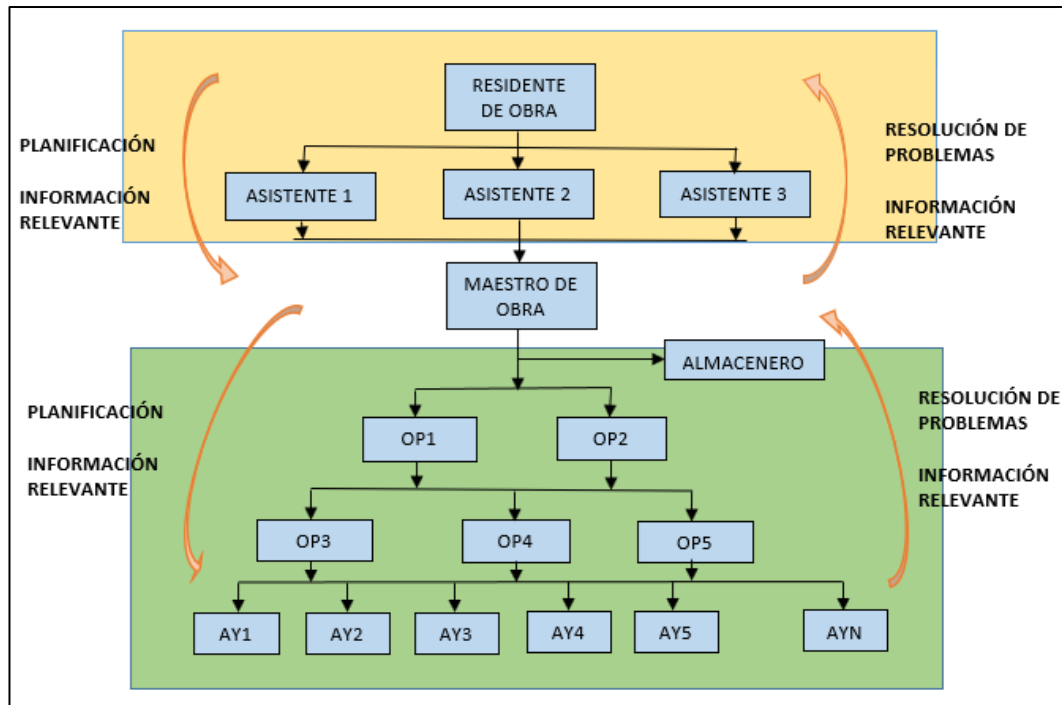 RESIDENTE
DE OBRA
PLANIFICACIÓN
INFORMACIÓN
RELEVANTE
RESOLUCIÓN DE
PROBLEMAS
INFORMACIÓN
RELEVANTE
ASISTENTE 1
ASISTENTE 2
ASISTENTE 3
MAESTRO DE
OBRA
ALMACENERO
PLANIFICACIÓN
INFORMACIÓN
RELEVANTE
RESOLUCIÓN DE
PROBLEMAS
INFORMACIÓN
RELEVANTE
OP1
OP2
OP3
OP4
OP5
AY1
AY2
AY3
AY4
AY5
AYN